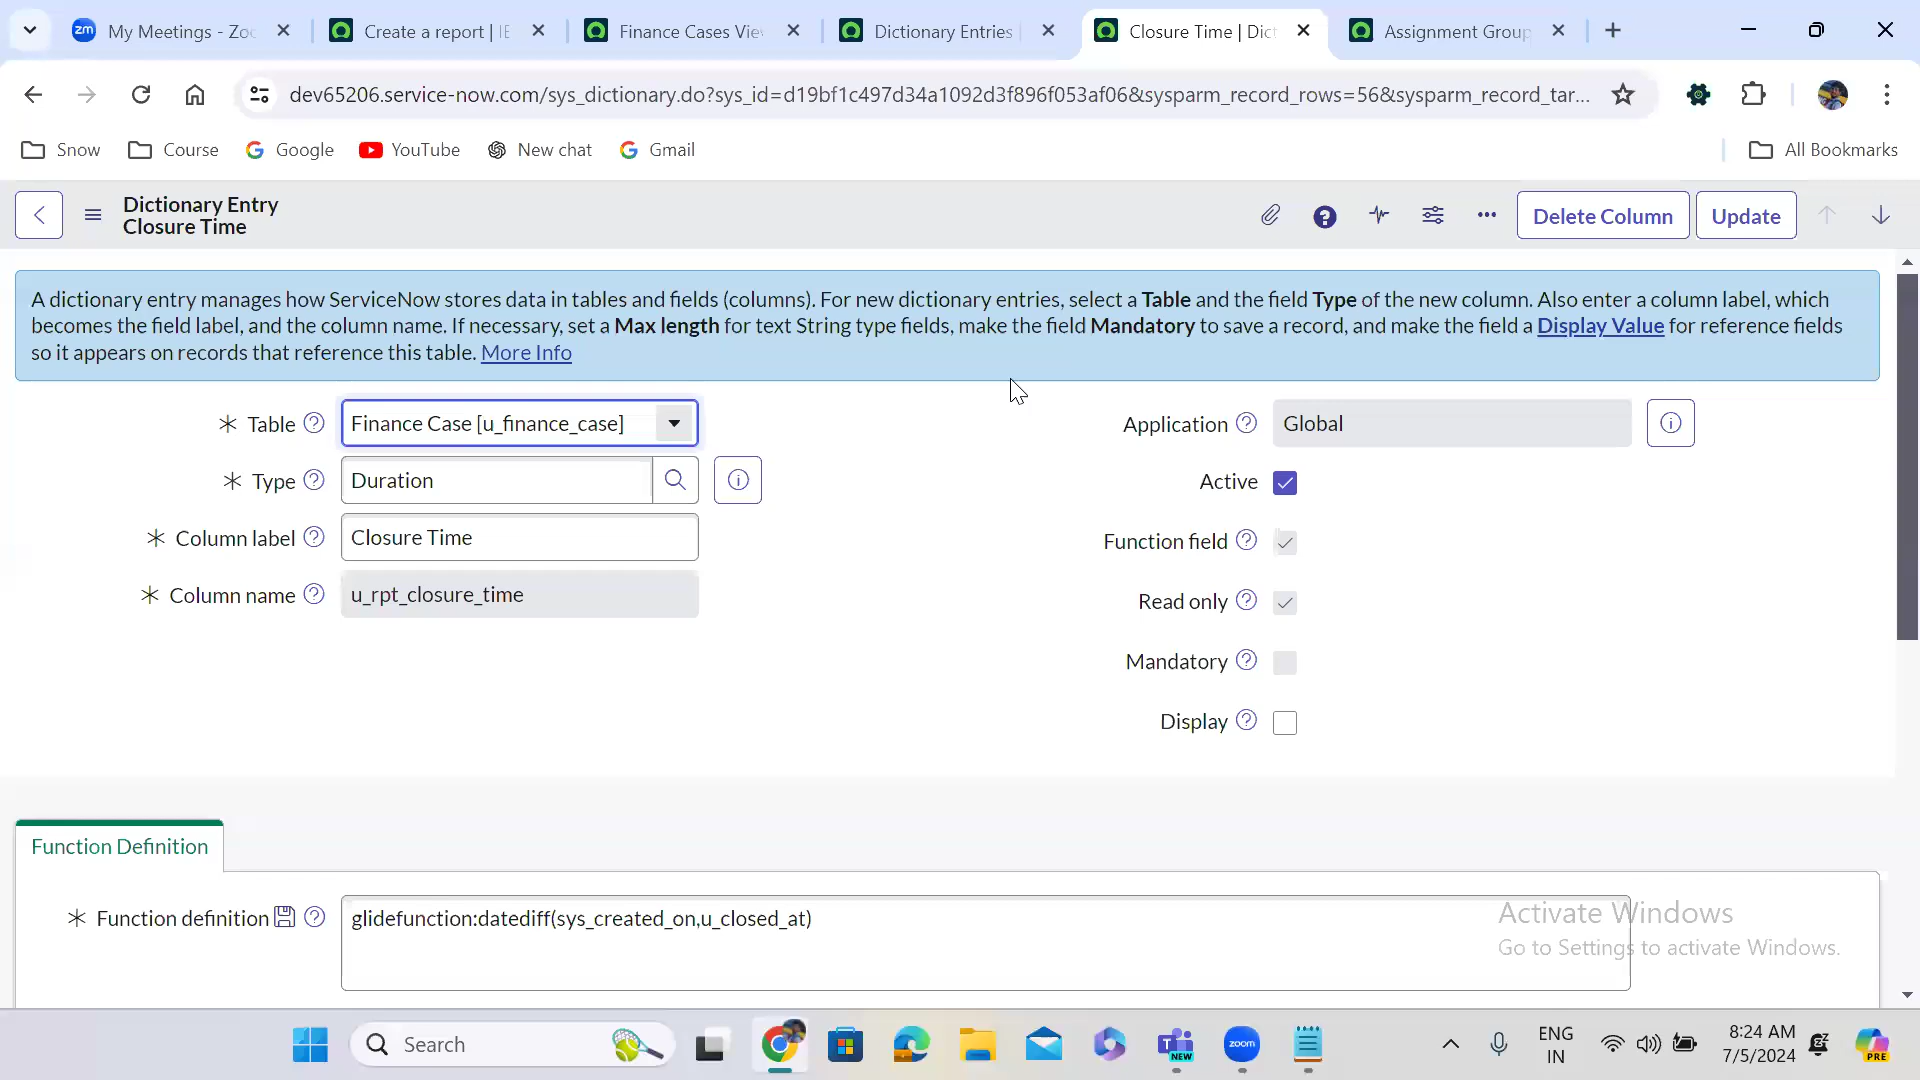 zm My Meetings - Zoo
Create a report | IE
Finance Cases Vie
Dictionary Entries |
Closure Time | Dict
Assignment Group
dev65206.service-now.com/sys_dictionary.do?sys_id=d19bf1c497d34a1092d3f896f053af06&sysparm_record_rows=56&sysparm_record_tar...
Snow
Course
Google
YouTube
New chat
Gmail
All Bookmarks
Dictionary Entry
Closure Time
Delete Column
Update
A dictionary entry manages how ServiceNow stores data in tables and fields (columns). For new dictionary entries, select a Table and the field Type of the new column. Also enter a column label, which
becomes the field label, and the column name. If necessary, set a Max length for text String type fields, make the field Mandatory to save a record, and make the field a Display Value for reference fields
so it appears on records that reference this table. More Info
Table Finance Case [u_finance_case]
Type Duration
Column label Closure Time
Column name u_rpt_closure_time
Application Global
Active
Function field
Read only
Mandatory
Display
Function Definition
Function definition glidefunction:datediff(sys_created_on,u_closed_at)
Activate Windows
Go to Settings to activate Windows.
Search
NEW
zoom
ENG
IN
8:24 AM
7/5/2024
PRE